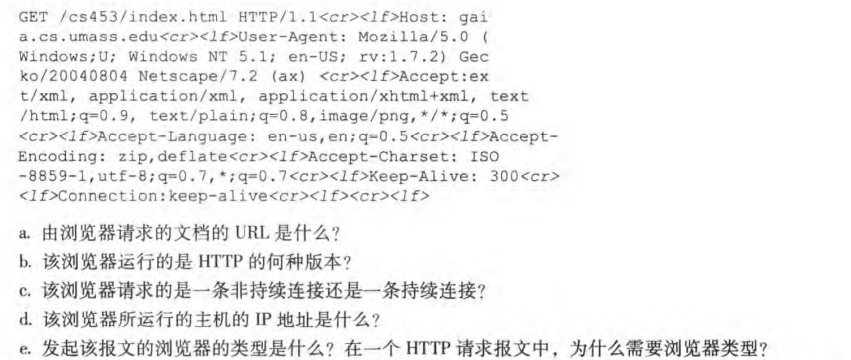 GET /cs453/index.html HTTP/1.1<cr><lf>Host: gai
a.cs.umass.edu<cr><lf>User-Agent: Mozilla/5.0 (
Windows;U; Windows NT 5.1; en-US; rv:1.7.2) Gec
ko/20040804 Netscape/7.2 (ax) <cr><lf>Accept:ex
t/xml, application/xml, application/xhtml+xml, text
/html;q=0.9, text/plain;q=0.8,image/png,*/*;q=0.5
<cr><lf>Accept-Language: en-us,en;q=0.5<cr><lf>Accept-
Encoding: zip,deflate<cr><lf>Accept-Charset: ISO
-8859-1,utf-8;q=0.7,*;q=0.7<cr><lf>Keep-Alive: 300<cr>
<lf>Connection:keep-alive<cr><lf><cr><lf>
a. 由浏览器请求的文档的 URL 是什么?
b. 该浏览器运行的是 HTTP 的何种版本?
c. 该浏览器请求的是一条非持续连接还是一条持续连接?
d. 该浏览器所运行的主机的 IP 地址是什么?
e. 发起该报文的浏览器的类型是什么? 在一个 HTTP 请求报文中，为什么需要浏览器类型?